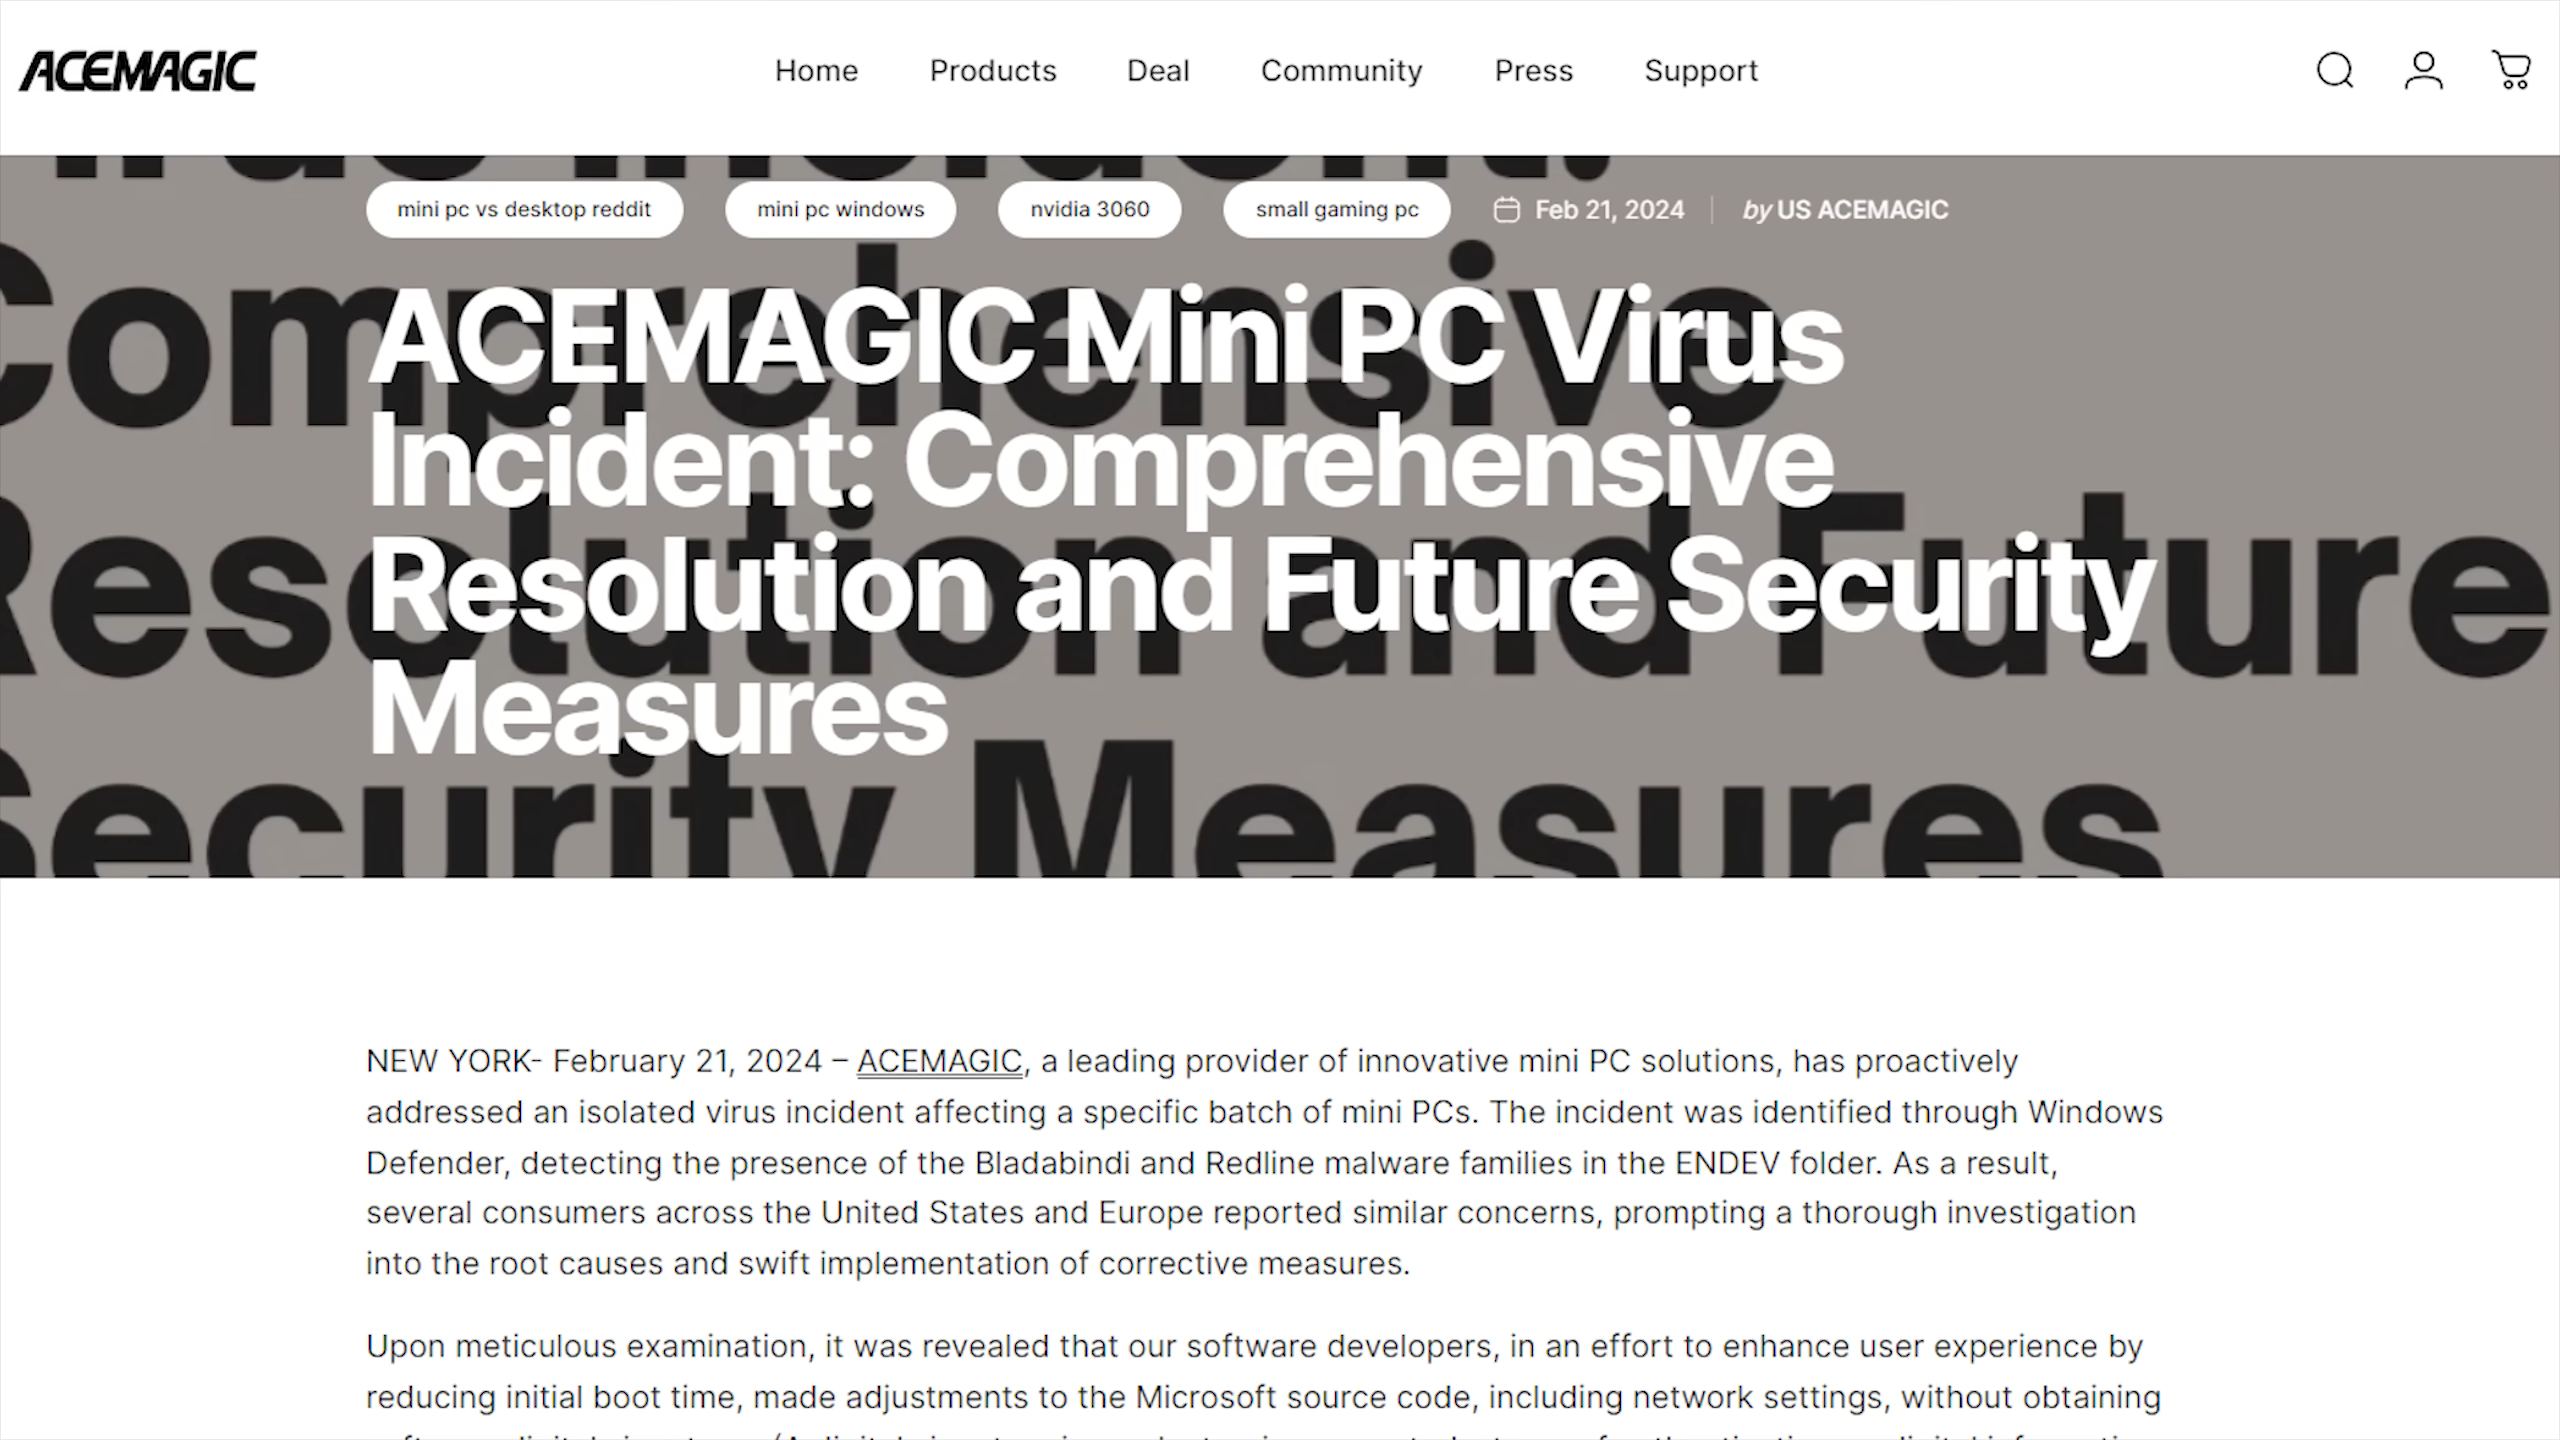 ACEMAGIC
Home Products Deal Community Press Support
mini pc vs desktop reddit mini pc windows nvidia 3060 small gaming pc Feb 21, 2024 by US ACEMAGIC
ACEMAGIC Mini PC Virus
Incident: Comprehensive
Resolution and Future Security
Measures
Comprehensive
Resolution and Future
Security Measures
NEW YORK- February 21, 2024 – ACEMAGIC, a leading provider of innovative mini PC solutions, has proactively
addressed an isolated virus incident affecting a specific batch of mini PCs. The incident was identified through Windows
Defender, detecting the presence of the Bladabindi and Redline malware families in the ENDEV folder. As a result,
several consumers across the United States and Europe reported similar concerns, prompting a thorough investigation
into the root causes and swift implementation of corrective measures.
Upon meticulous examination, it was revealed that our software developers, in an effort to enhance user experience by
reducing initial boot time, made adjustments to the Microsoft source code, including network settings, without obtaining